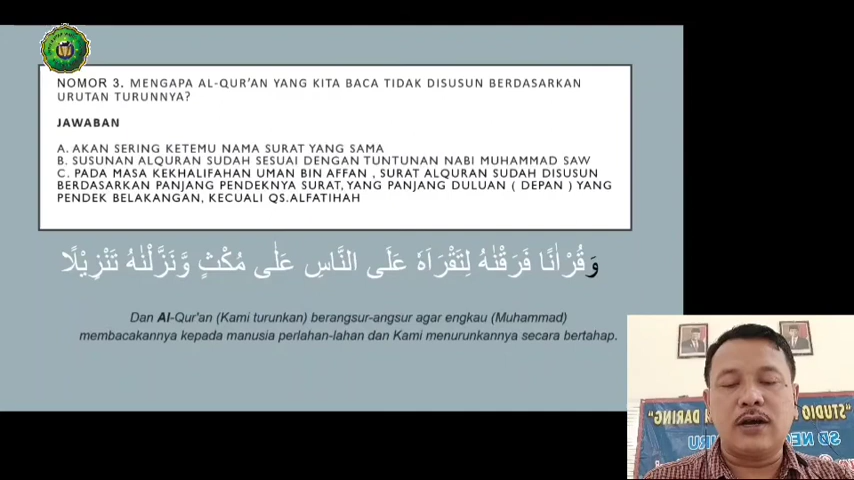 NOMOR 3. MENGAPA AL-QUR'AN YANG KITA BACA TIDAK DISUSUN BERDASARKAN
URUTAN TURUNNYA?
JAWABAN
A. AKAN SERING KETEMU NAMA SURAT YANG SAMA
B. SUSUNAN ALQURAN SUDAH SESUAI DENGAN TUNTUNAN NABI MUHAMMAD SAW
C. PADA MASA KEKHALIFAHAN UMAN BIN AFFAN , SURAT ALQURAN SUDAH DISUSUN
BERDASARKAN PANJANG PENDEKNYA SURAT, YANG PANJANG DULUAN ( DEPAN ) YANG
PENDEK BELAKANGAN, KECUALI QS.ALFATIHAH
وَقُرْاٰنًا فَرَقْنٰهُ لِتَقْرَاَهٗ عَلَى النَّاسِ عَلٰى مُكْثٍ وَّنَزَّلْنٰهُ تَنْزِيْلًا
Dan Al-Qur'an (Kami turunkan) berangsur-angsur agar engkau (Muhammad)
membacakannya kepada manusia perlahan-lahan dan Kami menurunkannya secara bertahap.
"STUDIO
DARING"
SD NEG